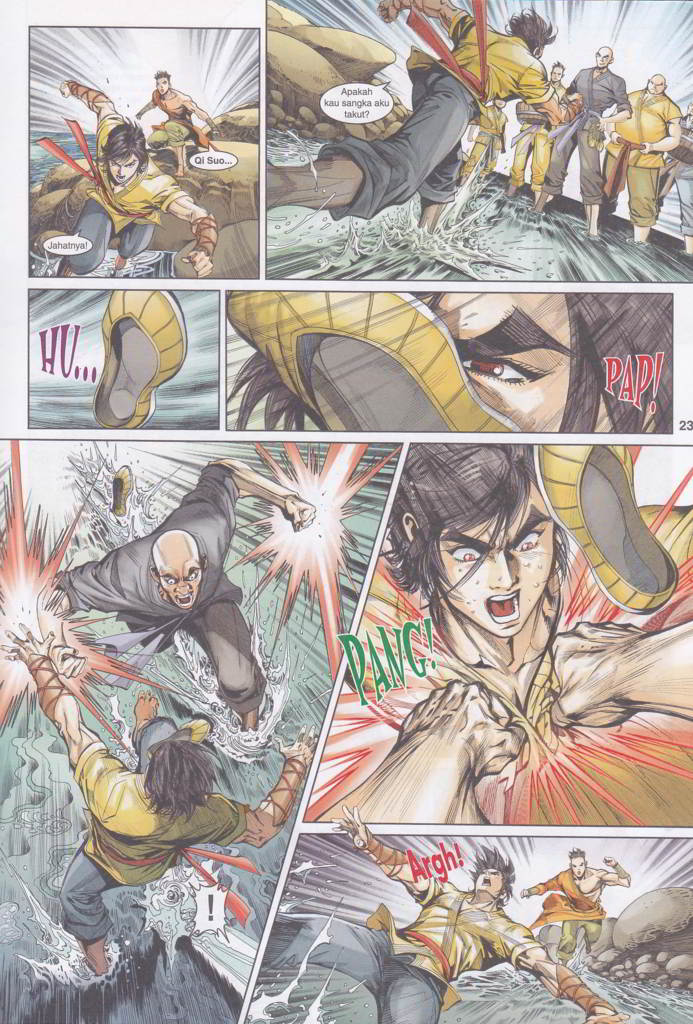 Qi Suo...
Jahatnya!
Apakah
kau sangka aku
takut?
HU...
PAP!
23
!
PANG!
Argh!